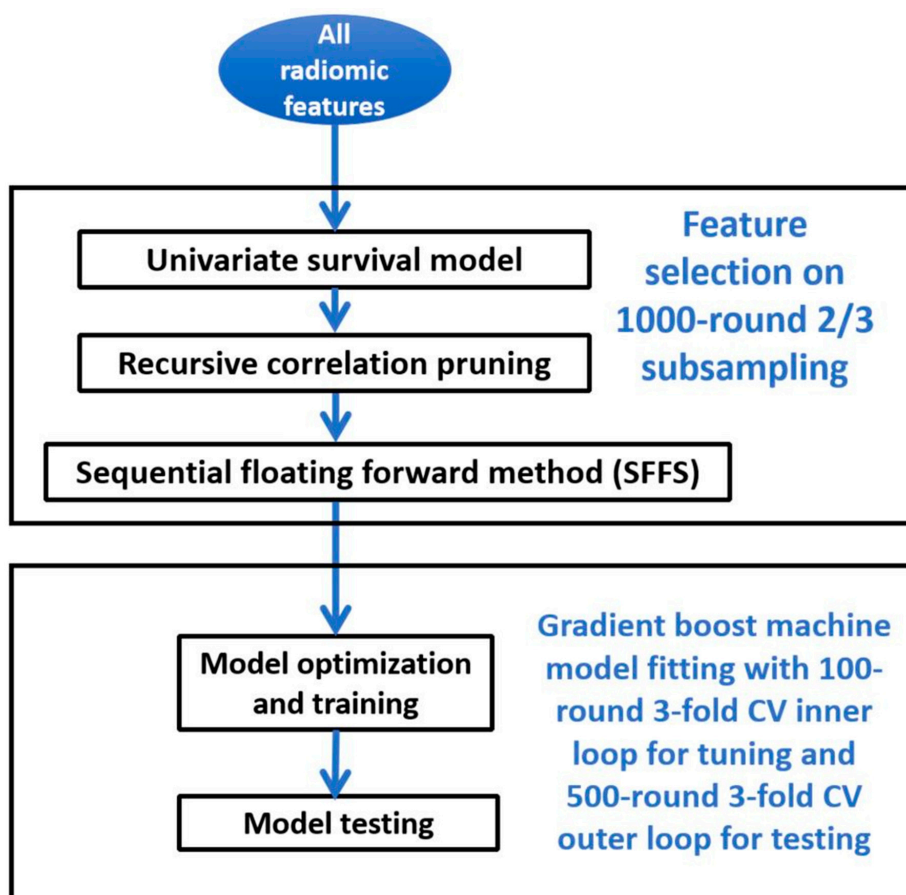 All
radiomic
features
Univariate survival model
Recursive correlation pruning
Sequential floating forward method (SFFS)
Feature
selection on
1000-round 2/3
subsampling
Model optimization
and training
Model testing
Gradient boost machine
model fitting with 100-
round 3-fold CV inner
loop for tuning and
500-round 3-fold CV
outer loop for testing